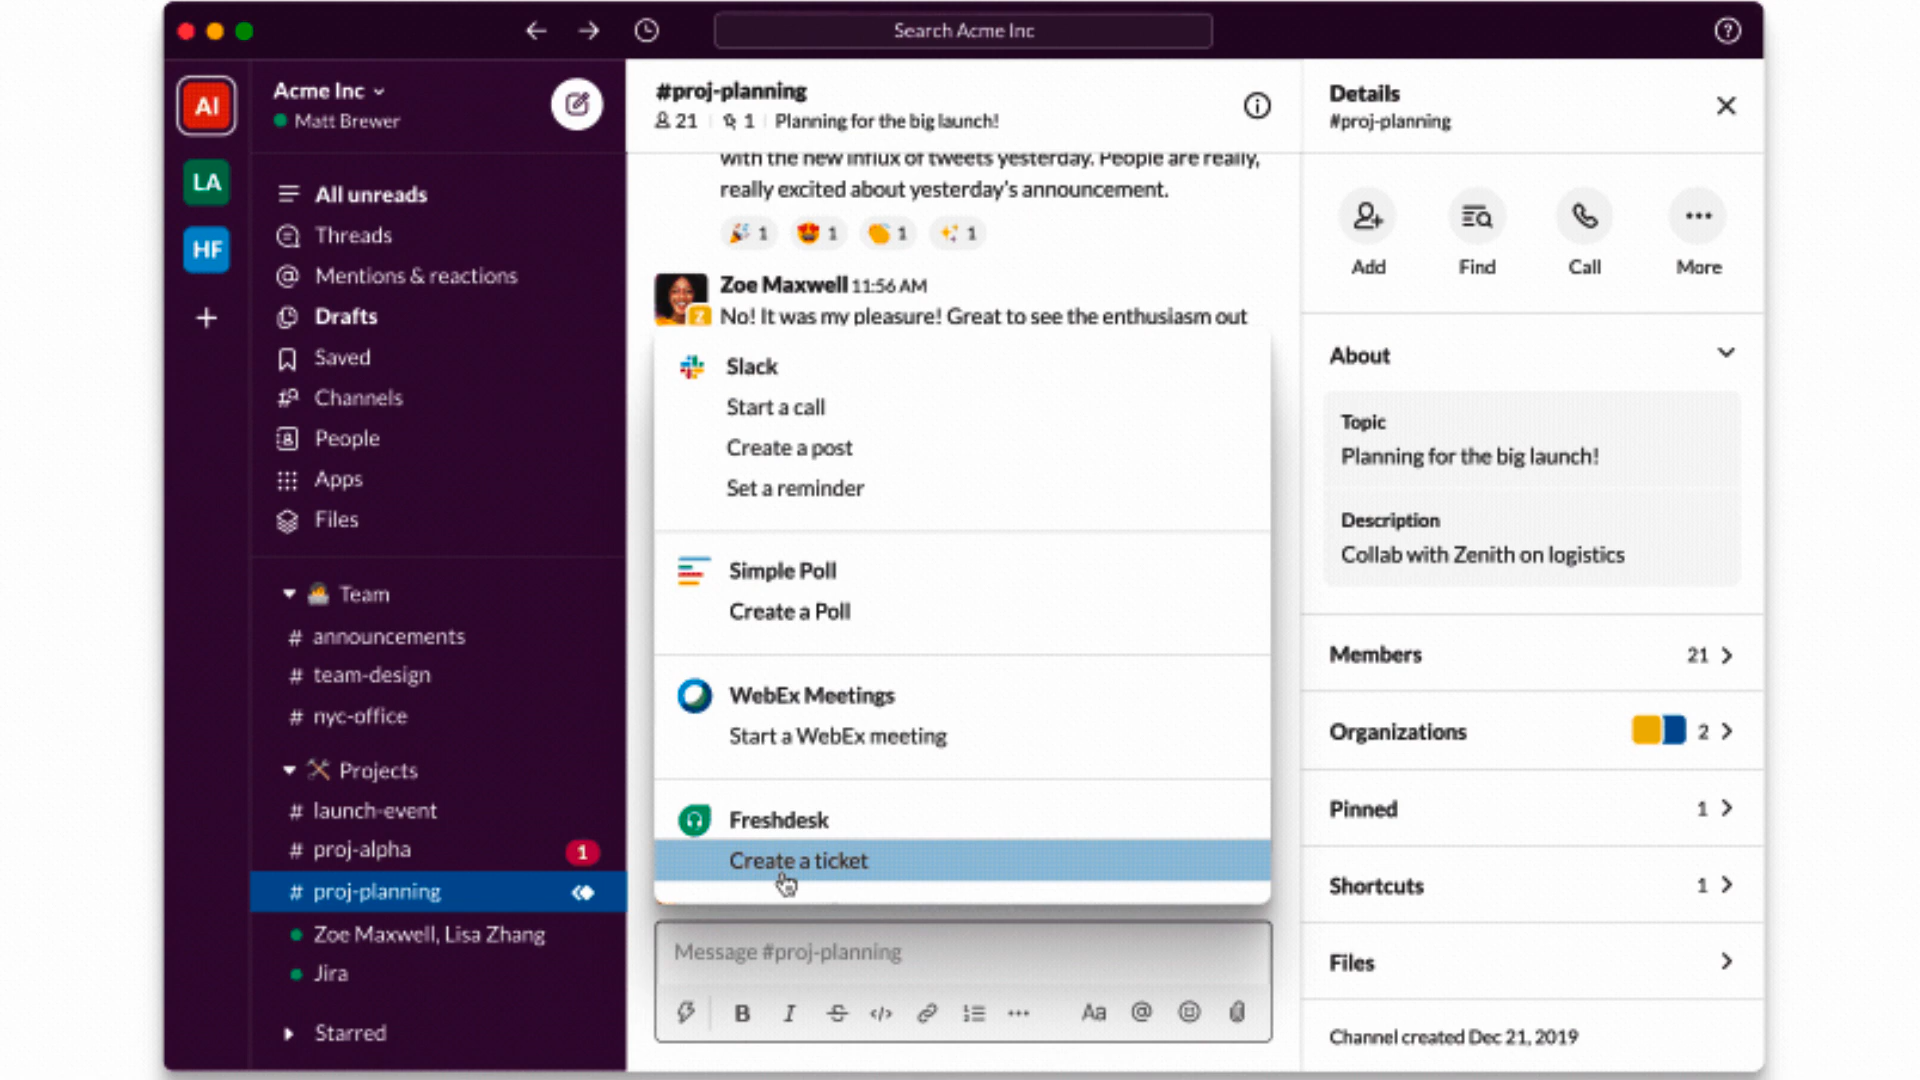 Search Acme Inc
AI
LA
HF
Acme Inc
Matt Brewer
All unreads
Threads
Mentions & reactions
Drafts
Saved
Channels
People
Apps
Files
Team
# announcements
# team-design
# nyc-office
Projects
# launch-event
# proj-alpha 1
# proj-planning
Zoe Maxwell, Lisa Zhang
Jira
Starred
#proj-planning
21 | 1 | Planning for the big launch!
with the new influx of tweets yesterday. People are really,
really excited about yesterday's announcement.
1 1 1 1
Zoe Maxwell 11:56 AM
Z
No! It was my pleasure! Great to see the enthusiasm out
Slack
Start a call
Create a post
Set a reminder
Simple Poll
Create a Poll
WebEx Meetings
Start a WebEx meeting
Freshdesk
Create a ticket
Message #proj-planning
B I S </> Aa @
Details
#proj-planning
Add Find Call More
About
Topic
Planning for the big launch!
Description
Collab with Zenith on logistics
Members 21
Organizations 2
Pinned 1
Shortcuts 1
Files
Channel created Dec 21, 2019